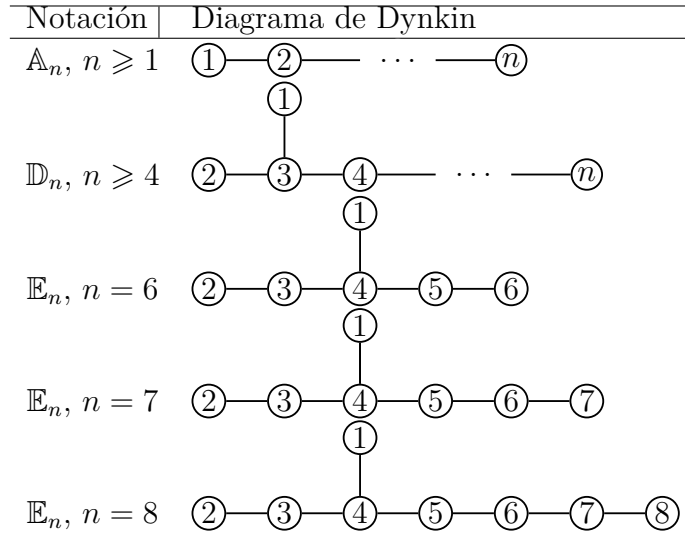 Notación Diagrama de Dynkin
𝔸ₙ, n ⩾ 1 1 2 ··· n
1
𝔻ₙ, n ⩾ 4 2 3 4 ··· n
1
𝔼ₙ, n = 6 2 3 4 5 6
1
𝔼ₙ, n = 7 2 3 4 5 6 7
1
𝔼ₙ, n = 8 2 3 4 5 6 7 8